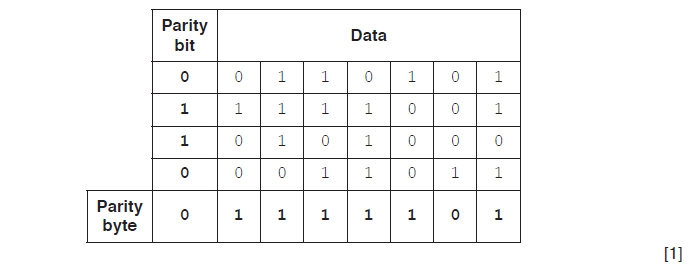 Parity bit Data
0 0 1 1 0 1 0 1
1 1 1 1 1 0 0 1
1 0 1 0 1 0 0 0
0 0 0 1 1 0 1 1
Parity byte 0 1 1 1 1 1 0 1
[1]